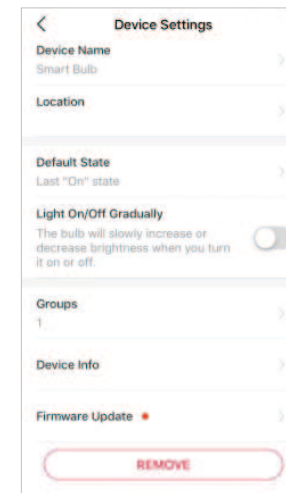 Device Settings
Device Name
Smart Bulb
Location
Default State
Last "On" state
Light On/Off Gradually
The bulb will slowly increase or
decrease brightness when you turn
it on or off.
Groups
1
Device Info
Firmware Update
REMOVE